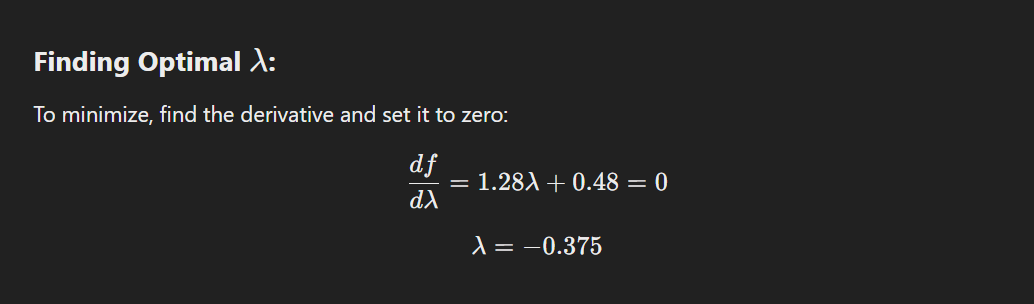 Finding Optimal λ:
To minimize, find the derivative and set it to zero:
df/dλ = 1.28λ + 0.48 = 0
λ = −0.375